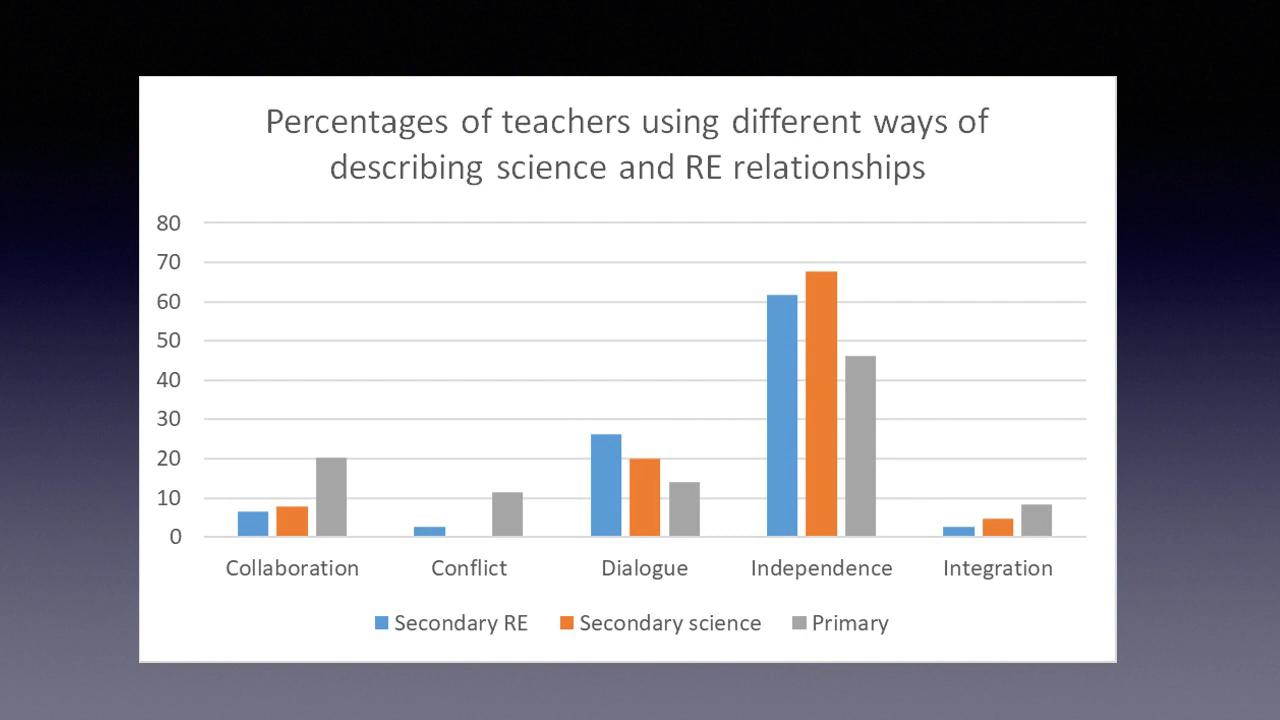 Percentages of teachers using different ways of
describing science and RE relationships
80
70
60
50
40
30
20
10
0
Collaboration Conflict Dialogue Independence Integration
Secondary RE Secondary science Primary